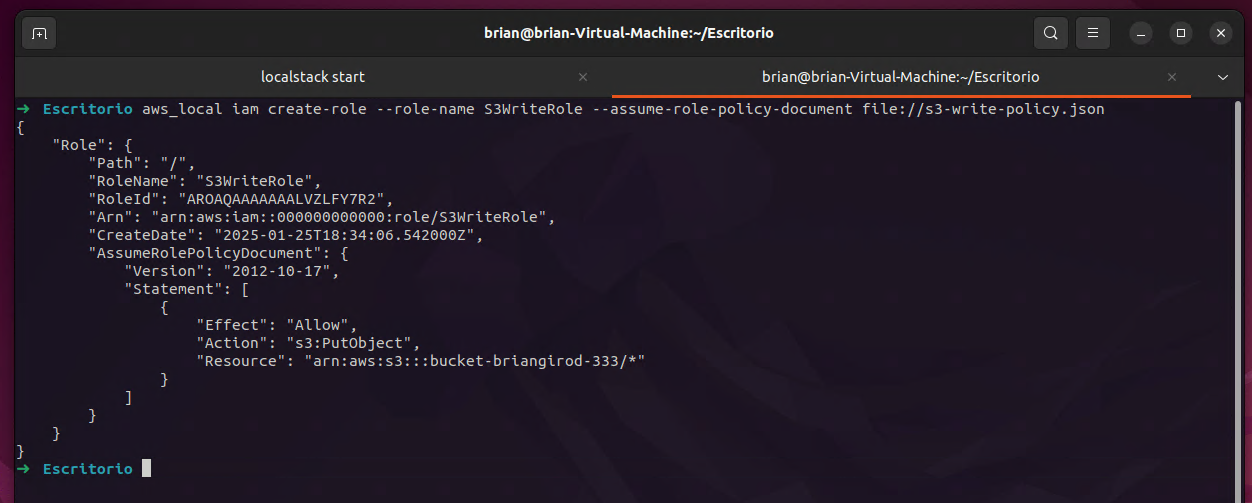 brian@brian-Virtual-Machine:~/Escritorio
localstack start
brian@brian-Virtual-Machine:~/Escritorio
➜ Escritorio aws_local iam create-role --role-name S3WriteRole --assume-role-policy-document file://s3-write-policy.json
{
    "Role": {
        "Path": "/",
        "RoleName": "S3WriteRole",
        "RoleId": "AROAQAAAAAAALVZLFY7R2",
        "Arn": "arn:aws:iam::000000000000:role/S3WriteRole",
        "CreateDate": "2025-01-25T18:34:06.542000Z",
        "AssumeRolePolicyDocument": {
            "Version": "2012-10-17",
            "Statement": [
                {
                    "Effect": "Allow",
                    "Action": "s3:PutObject",
                    "Resource": "arn:aws:s3:::bucket-briangirod-333/*"
                }
            ]
        }
    }
}
➜ Escritorio